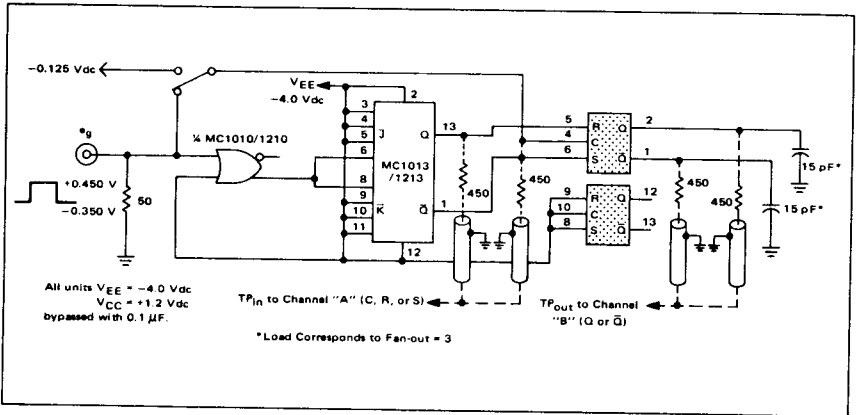 −0.125 Vdc
VEE
−4.0 Vdc
2
3
4
5
6
8
9
10
11
J̅
K̅
Q
Q̅
MC1013
/1213
13
1
12
*g
¼ MC1010/1210
+0.450 V
−0.350 V
50
450
450
5
4
6
R
C
S
Q
Q̅
2
1
9
10
8
R
C
S
Q
Q̅
12
13
450
450
15 pF*
15 pF*
All units VEE = −4.0 Vdc
VCC = +1.2 Vdc
bypassed with 0.1 µF.
TPin to Channel "A" (C, R, or S)
TPout to Channel
"B" (Q or Q̅)
*Load Corresponds to Fan-out = 3